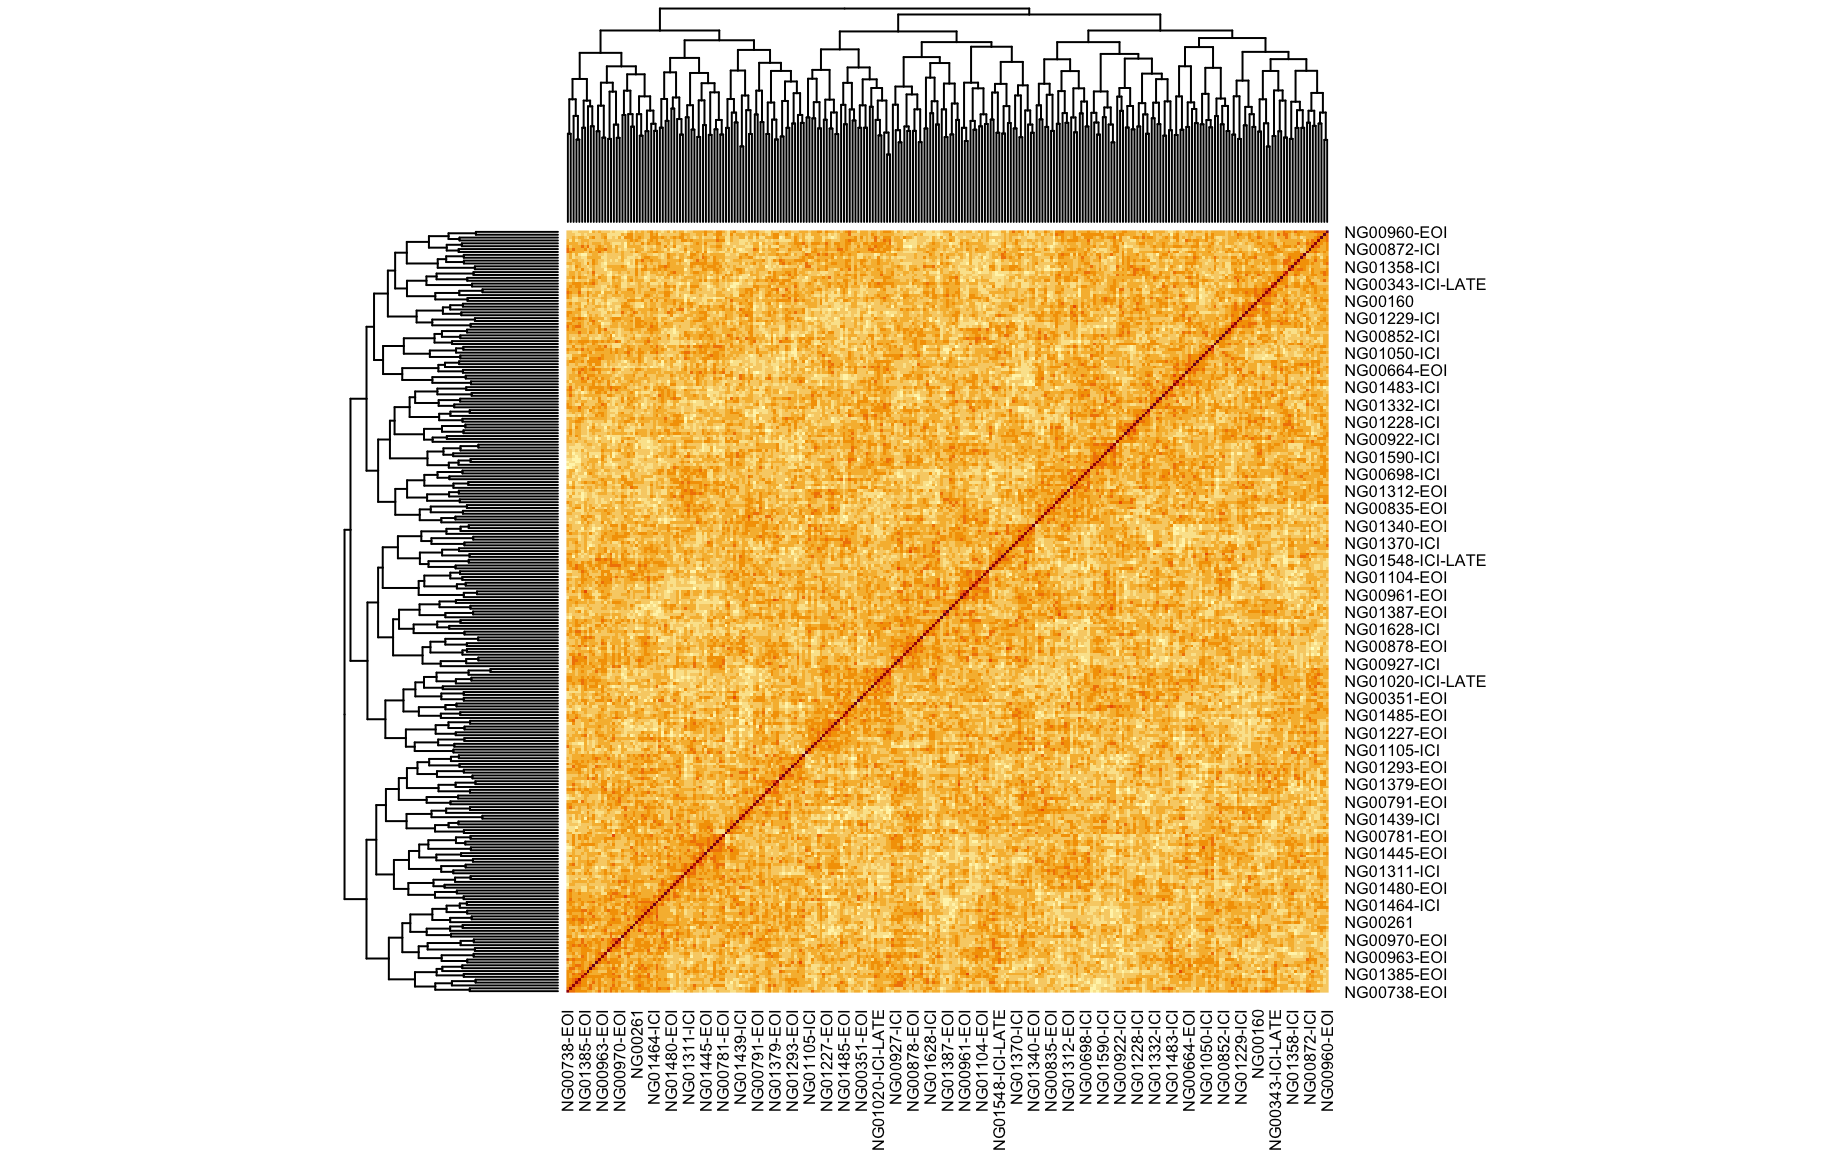 NG00960-EOI
NG00872-ICI
NG01358-ICI
NG00343-ICI-LATE
NG00160
NG01229-ICI
NG00852-ICI
NG01050-ICI
NG00664-EOI
NG01483-ICI
NG01332-ICI
NG01228-ICI
NG00922-ICI
NG01590-ICI
NG00698-ICI
NG01312-EOI
NG00835-EOI
NG01340-EOI
NG01370-ICI
NG01548-ICI-LATE
NG01104-EOI
NG00961-EOI
NG01387-EOI
NG01628-ICI
NG00878-EOI
NG00927-ICI
NG01020-ICI-LATE
NG00351-EOI
NG01485-EOI
NG01227-EOI
NG01105-ICI
NG01293-EOI
NG01379-EOI
NG00791-EOI
NG01439-ICI
NG00781-EOI
NG01445-EOI
NG01311-ICI
NG01480-EOI
NG01464-ICI
NG00261
NG00970-EOI
NG00963-EOI
NG01385-EOI
NG00738-EOI
NG00738-EOI
NG01385-EOI
NG00963-EOI
NG00970-EOI
NG00261
NG01464-ICI
NG01480-EOI
NG01311-ICI
NG01445-EOI
NG00781-EOI
NG01439-ICI
NG00791-EOI
NG01379-EOI
NG01293-EOI
NG01105-ICI
NG01227-EOI
NG01485-EOI
NG00351-EOI
NG01020-ICI-LATE
NG00927-ICI
NG00878-EOI
NG01628-ICI
NG01387-EOI
NG00961-EOI
NG01104-EOI
NG01548-ICI-LATE
NG01370-ICI
NG01340-EOI
NG00835-EOI
NG01312-EOI
NG00698-ICI
NG01590-ICI
NG00922-ICI
NG01228-ICI
NG01332-ICI
NG01483-ICI
NG00664-EOI
NG01050-ICI
NG00852-ICI
NG01229-ICI
NG00160
NG00343-ICI-LATE
NG01358-ICI
NG00872-ICI
NG00960-EOI